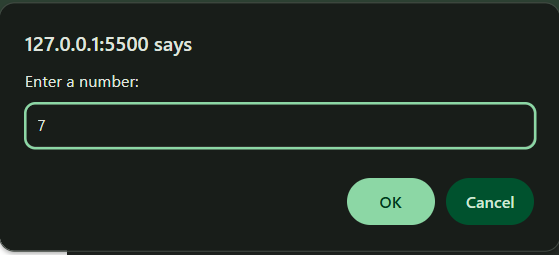 127.0.0.1:5500 says
Enter a number:
7
OK
Cancel